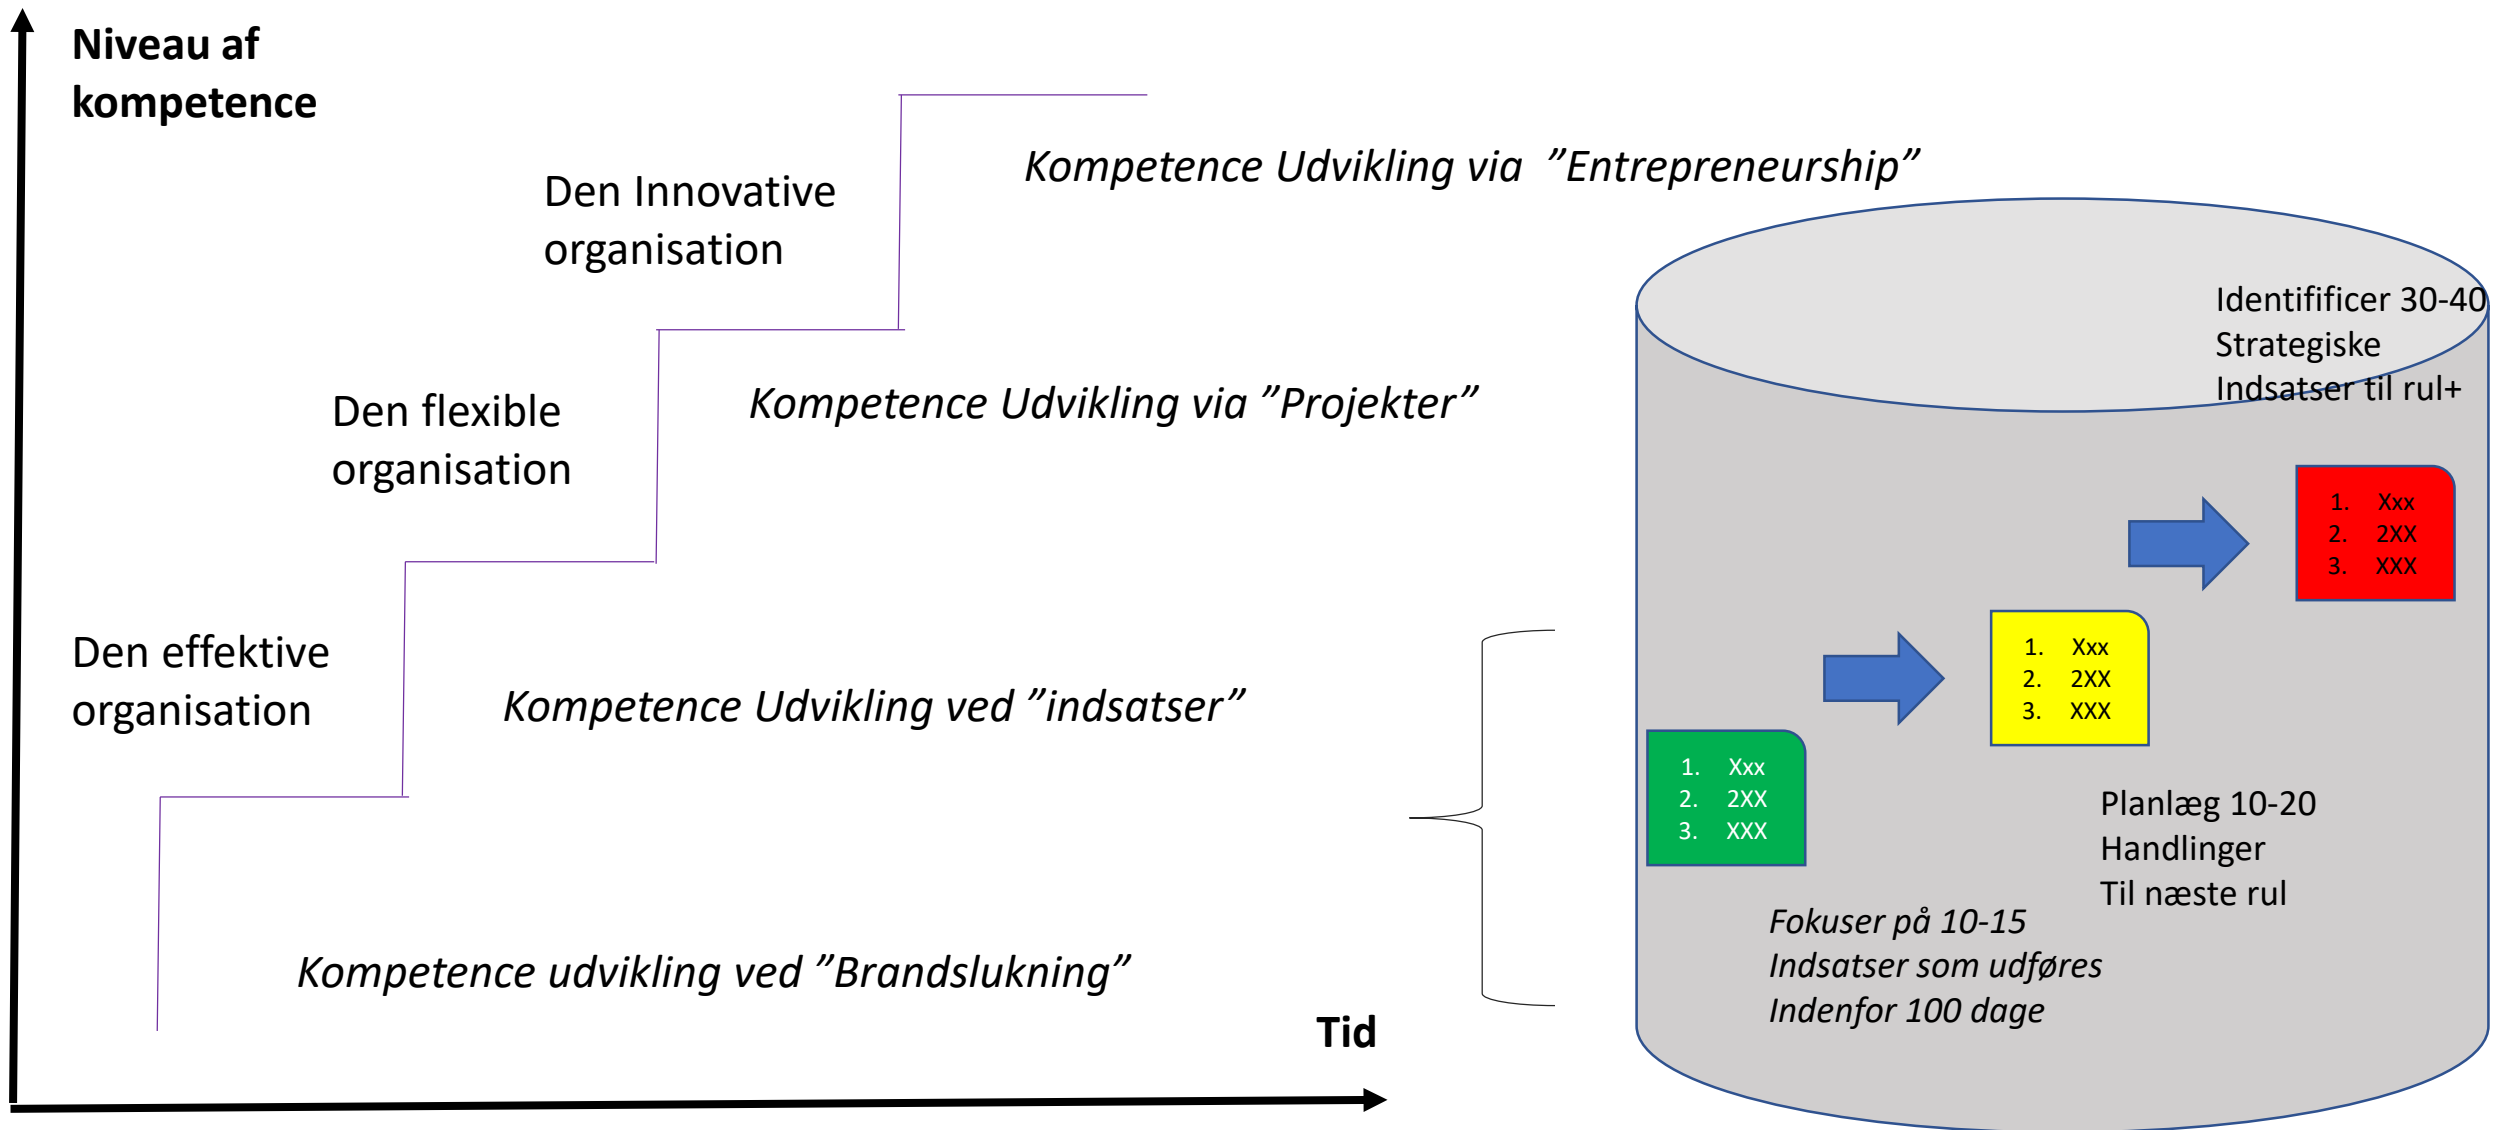 Niveau af
kompetence
Kompetence Udvikling via  ”Entrepreneurship”
Den Innovative
organisation
Identifificer 30-40
Strategiske
Indsatser til rul+
Kompetence Udvikling via ”Projekter”
Den flexible
organisation
1. Xxx
2. 2XX
3. XXX
Den effektive
organisation
Kompetence Udvikling ved ”indsatser”
1. Xxx
2. 2XX
3. XXX
1. Xxx
2. 2XX
3. XXX
Planlæg 10-20
Handlinger
Til næste rul
Kompetence udvikling ved ”Brandslukning”
Fokuser på 10-15
Indsatser som udføres
Indenfor 100 dage
Tid